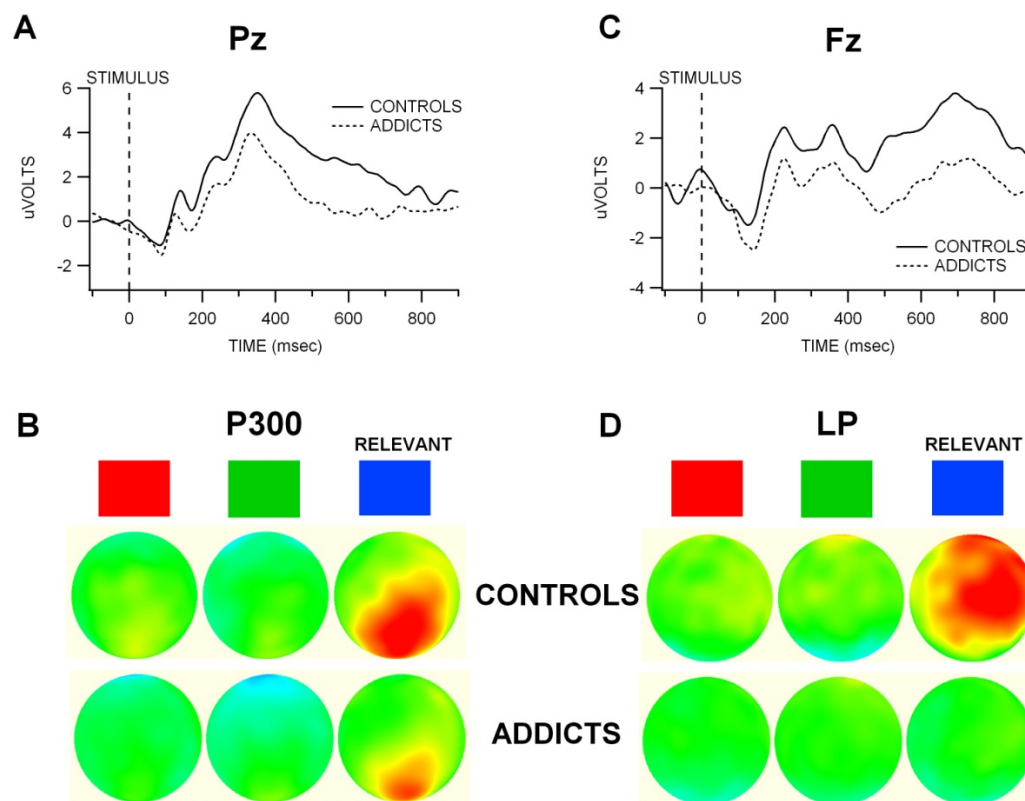 A
Pz
STIMULUS
CONTROLS
ADDICTS
6
4
2
0
-2
uVOLTS
0
200
400
600
800
TIME (msec)
C
Fz
STIMULUS
4
2
0
-2
-4
uVOLTS
CONTROLS
ADDICTS
0
200
400
600
800
TIME (msec)
B
P300
RELEVANT
D
LP
RELEVANT
CONTROLS
ADDICTS